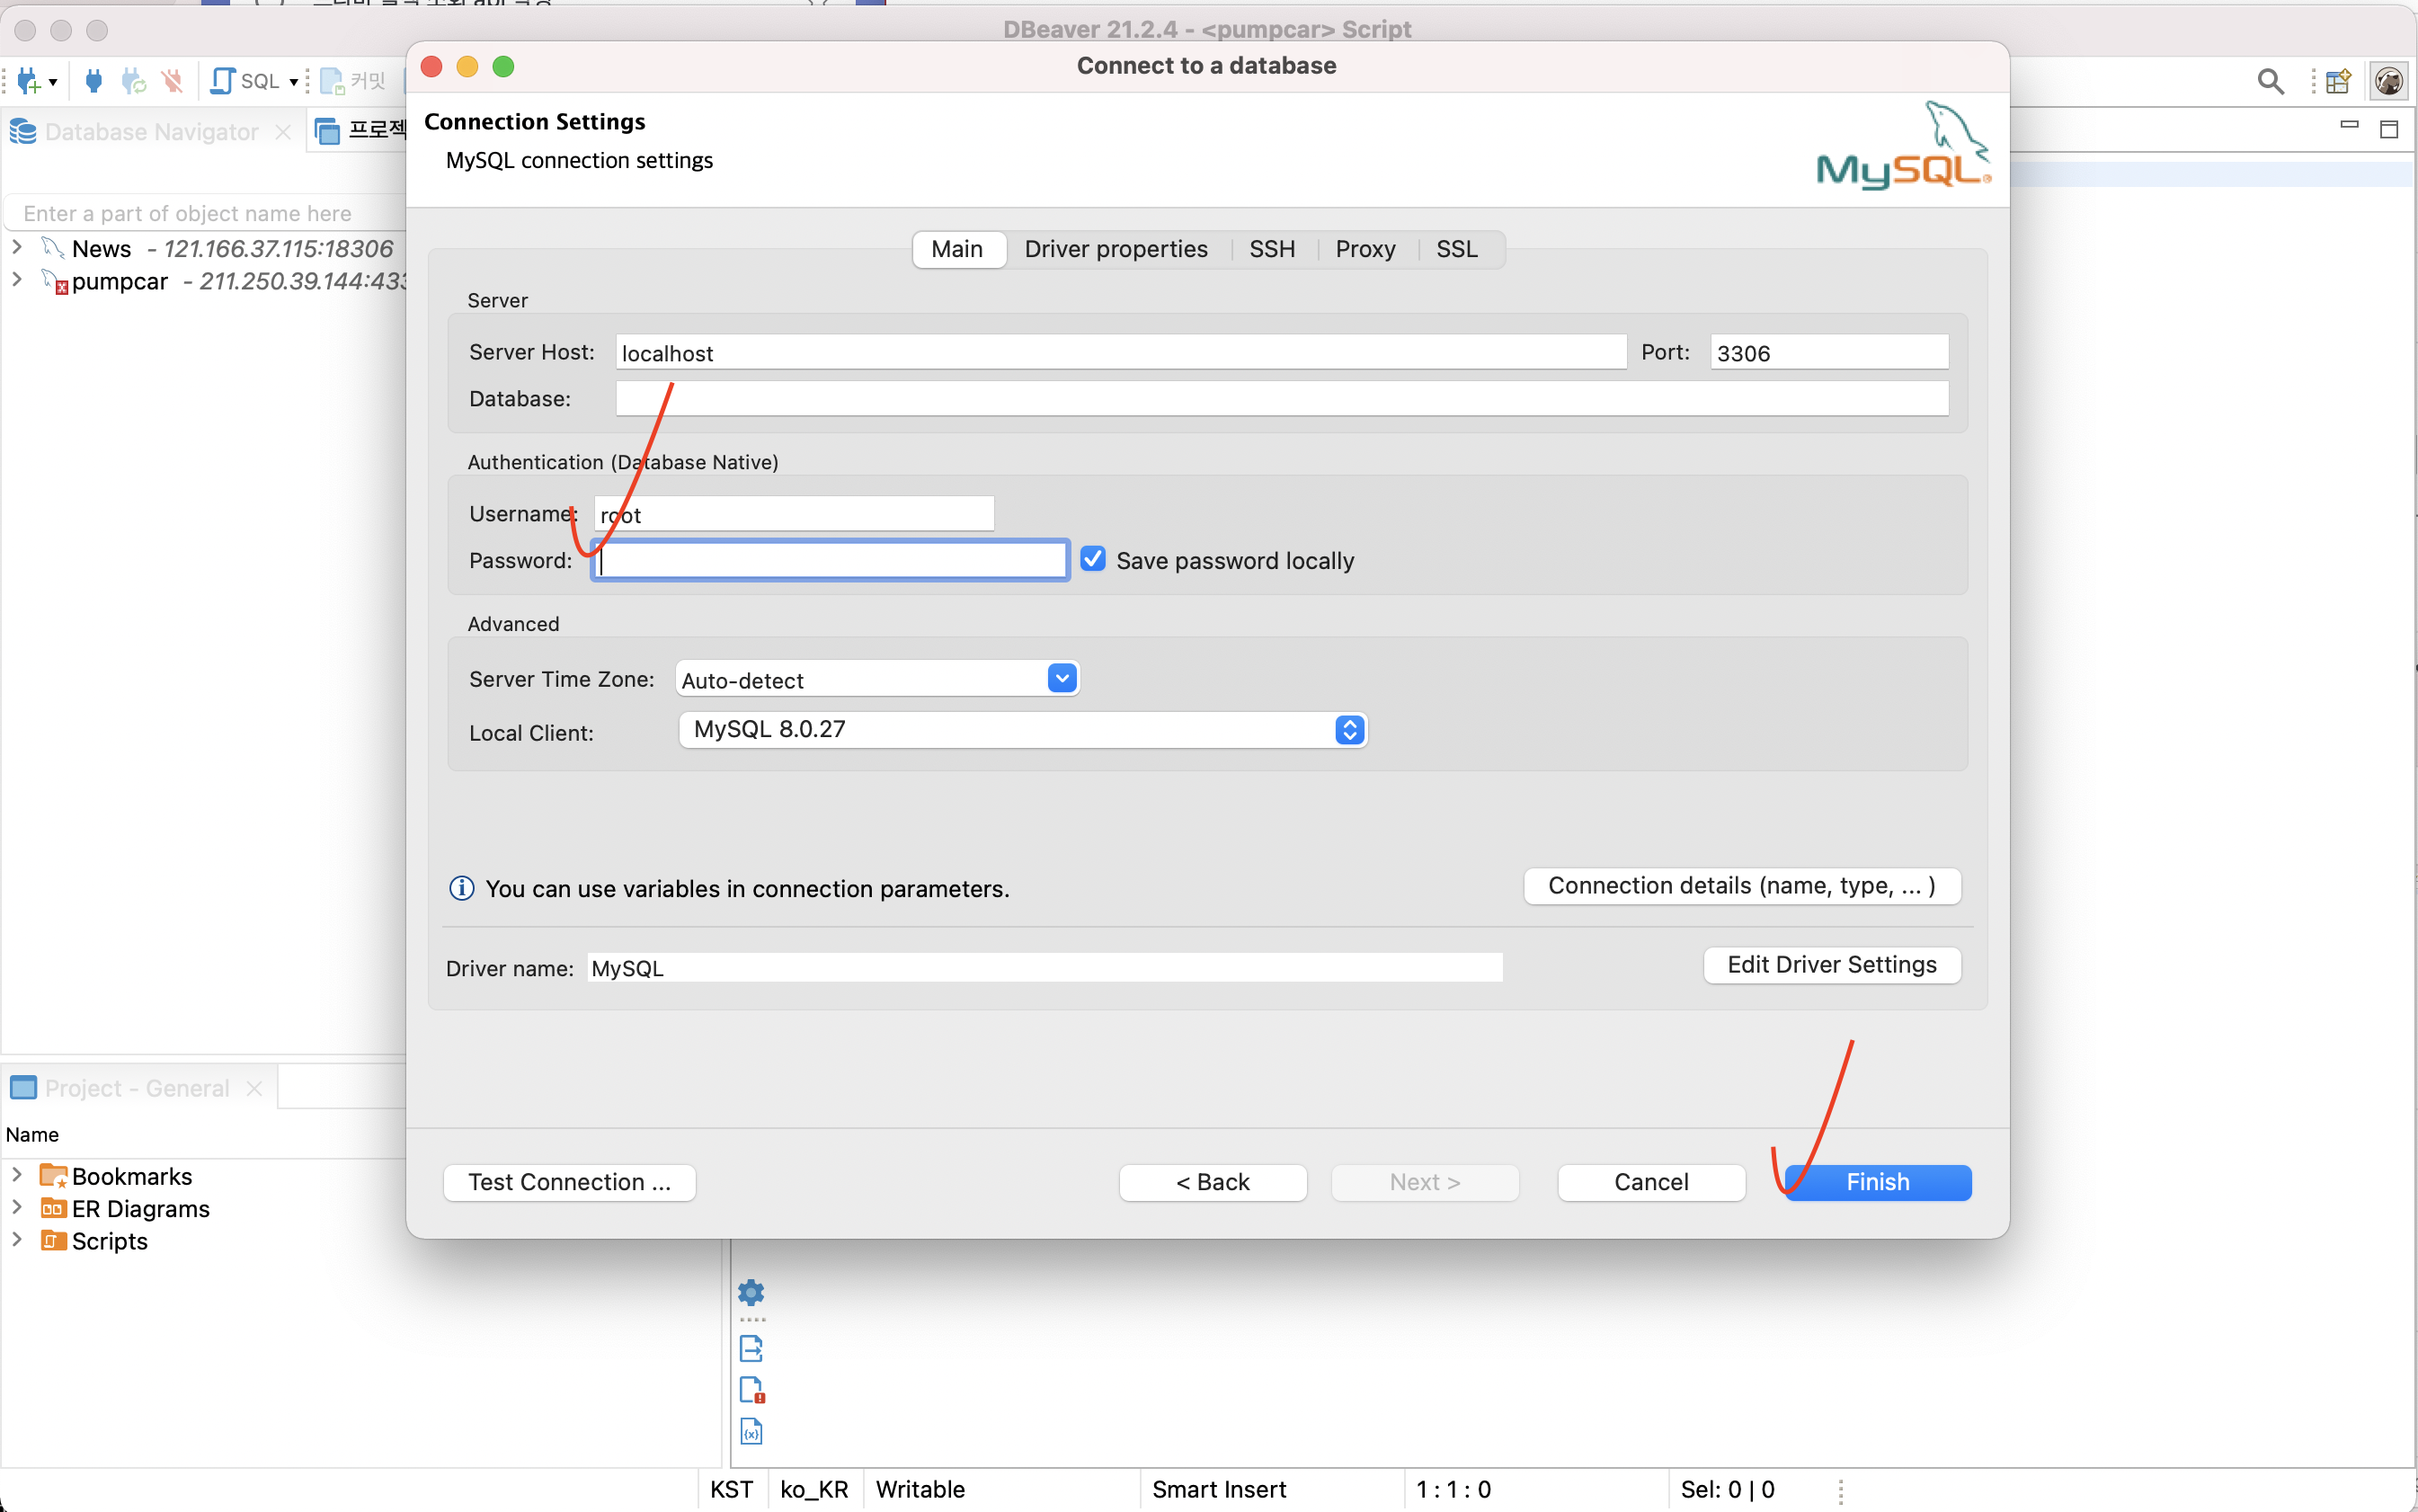 DBeaver 21.2.4 - <pumpcar> Script
Connect to a database
SQL
커밋
Connection Settings
MySQL connection settings
MySQL
Database Navigator
프로젝
Enter a part of object name here
News - 121.166.37.115:18306
pumpcar - 211.250.39.144:433
Main
Driver properties
SSH
Proxy
SSL
Server
Server Host: localhost
Port: 3306
Database:
Authentication (Database Native)
Username: root
Password:
Save password locally
Advanced
Server Time Zone: Auto-detect
Local Client: MySQL 8.0.27
You can use variables in connection parameters.
Connection details (name, type, ... )
Driver name: MySQL
Edit Driver Settings
Test Connection ...
< Back
Next >
Cancel
Finish
Project - General
Name
Bookmarks
ER Diagrams
Scripts
KST
ko_KR
Writable
Smart Insert
1 : 1 : 0
Sel: 0 | 0